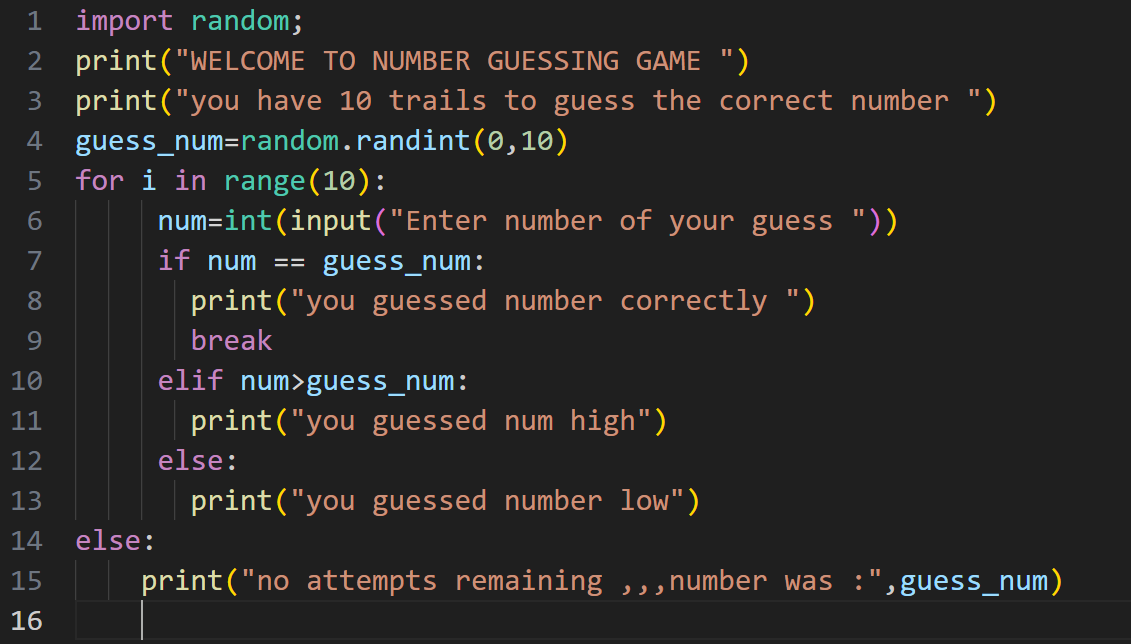 1 import random;
2 print("WELCOME TO NUMBER GUESSING GAME ")
3 print("you have 10 trails to guess the correct number ")
4 guess_num=random.randint(0,10)
5 for i in range(10):
6      num=int(input("Enter number of your guess "))
7      if num == guess_num:
8        print("you guessed number correctly ")
9        break
10      elif num>guess_num:
11        print("you guessed num high")
12      else:
13        print("you guessed number low")
14 else:
15     print("no attempts remaining ,,,number was :",guess_num)
16